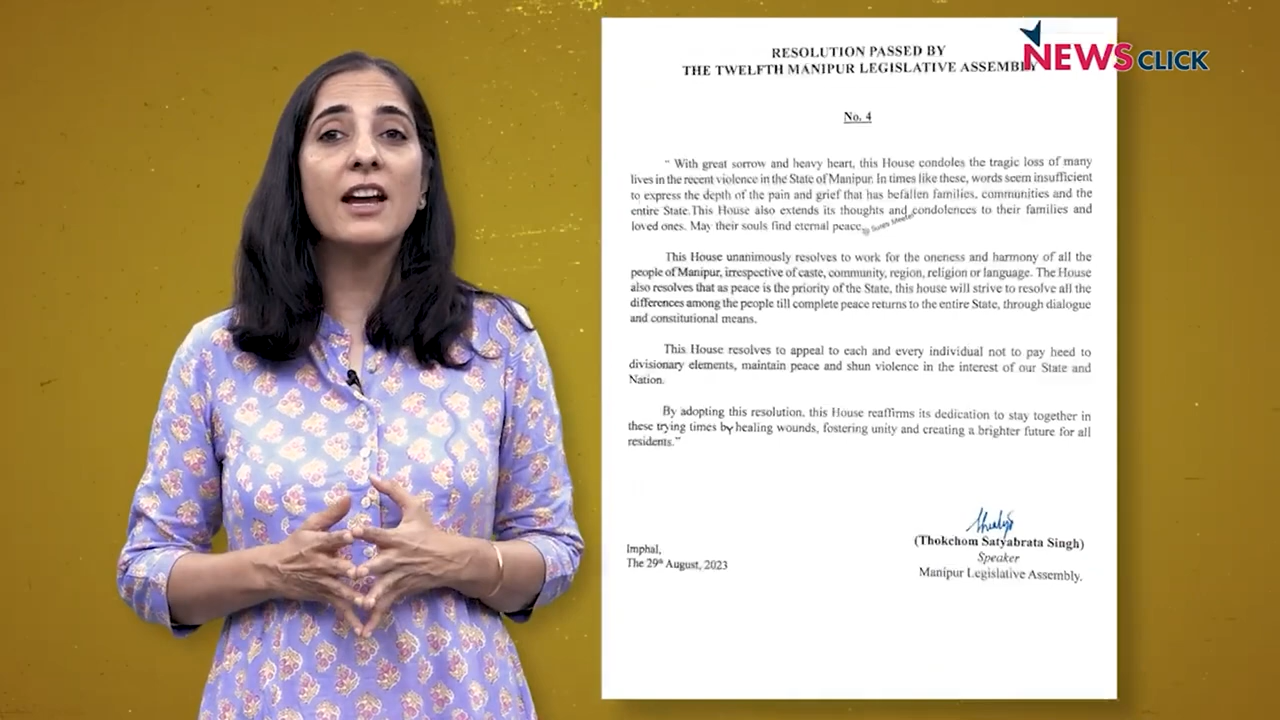 RESOLUTION PASSED BY
THE TWELFTH MANIPUR LEGISLATIVE ASSEMBLY
NEWSCLICK
No. 4
" With great sorrow and heavy heart, this House condoles the tragic loss of many
lives in the recent violence in the State of Manipur. In times like these, words seem insufficient
to express the depth of the pain and grief that has befallen families, communities and the
entire State.This House also extends its thoughts and condolences to their families and
loved ones. May their souls find eternal peace.
This House unanimously resolves to work for the oneness and harmony of all the
people of Manipur, irrespective of caste, community, region, religion or language. The House
also resolves that as peace is the priority of the State, this house will strive to resolve all the
differences among the people till complete peace returns to the entire State, through dialogue
and constitutional means.
This House resolves to appeal to each and every individual not to pay heed to
divisionary elements, maintain peace and shun violence in the interest of our State and
Nation.
By adopting this resolution, this House reaffirms its dedication to stay together in
these trying times by healing wounds, fostering unity and creating a brighter future for all
residents."
(Thokchom Satyabrata Singh)
Speaker
Manipur Legislative Assembly.
Imphal,
The 29th August, 2023